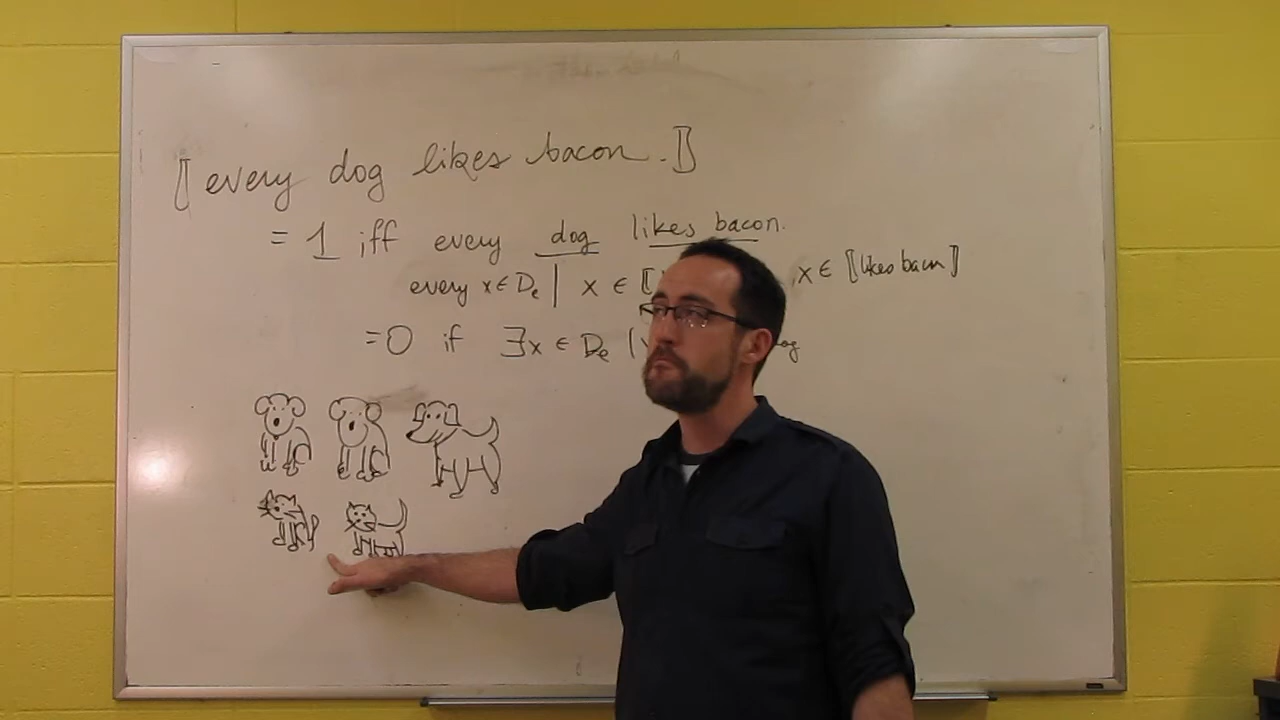 ⟦every dog likes bacon.⟧
= 1 iff every dog likes bacon.
every x ∈ Dₑ | x ∈ ⟦ , x ∈ ⟦likes bacon⟧
= 0 if ∃x ∈ Dₑ |